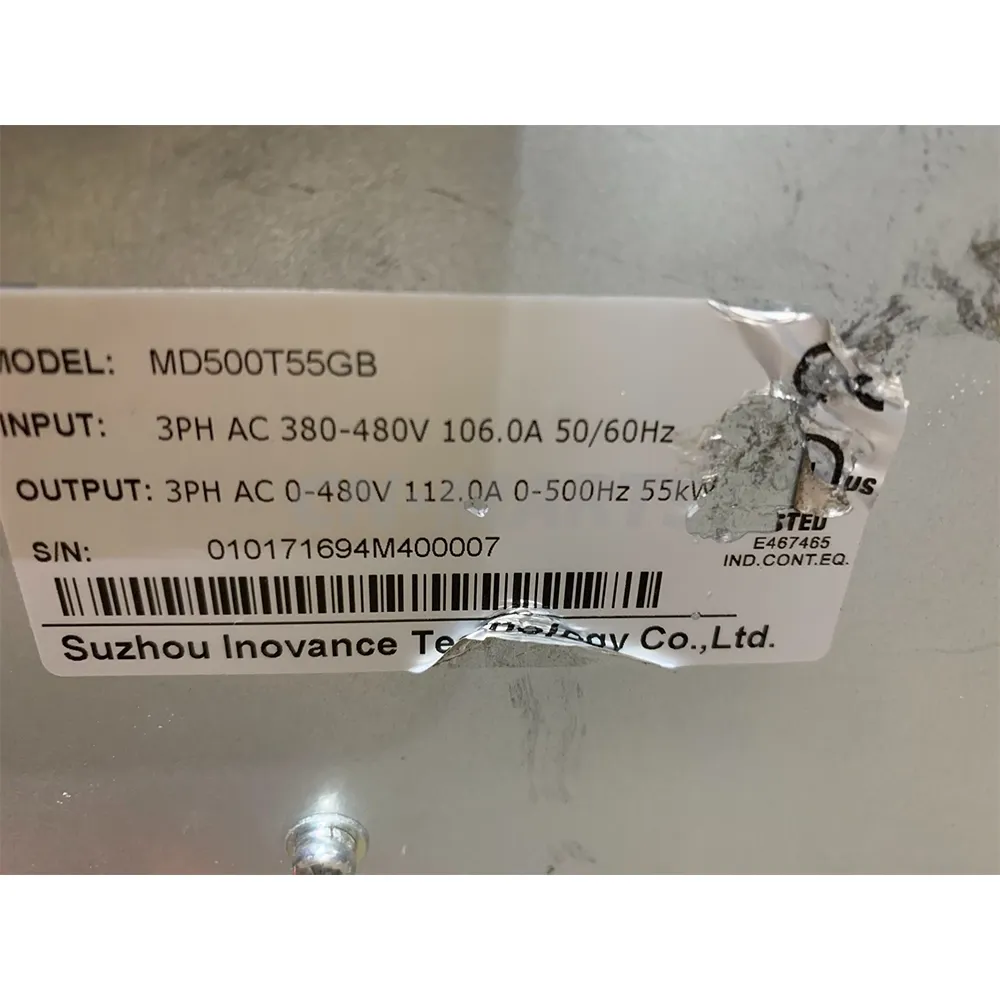 MODEL: MD500T55GB
INPUT: 3PH AC 380-480V 106.0A 50/60Hz
OUTPUT: 3PH AC 0-480V 112.0A 0-500Hz 55kW
US
S/N: 010171694M400007
E467465
IND.CONT.EQ.
Suzhou Inovance Technology Co.,Ltd.